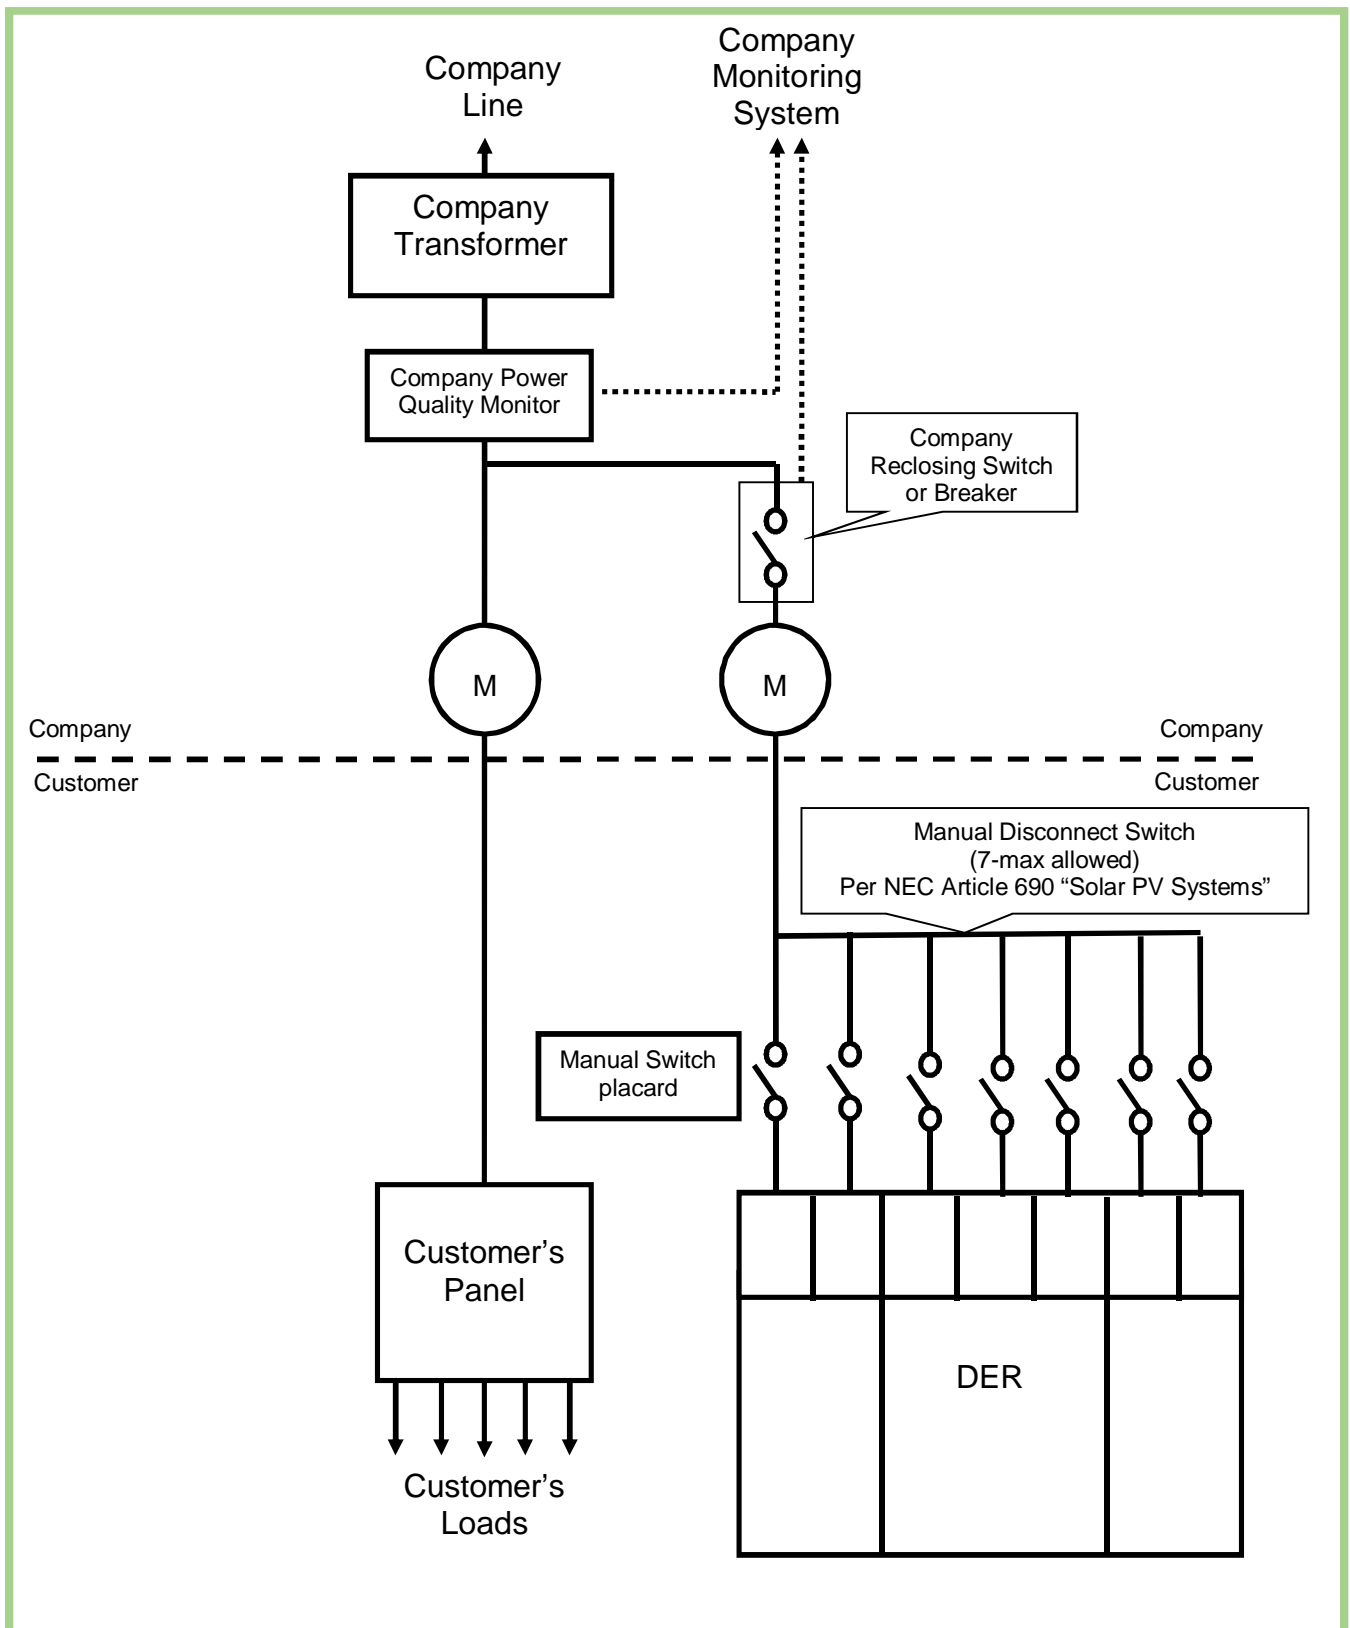 Company
Line
Company
Monitoring
System
Company
Transformer
Company Power
Quality Monitor
Company
Reclosing Switch
or Breaker
M
M
Company
Company
Customer
Customer
Manual Disconnect Switch
(7-max allowed)
Per NEC Article 690 “Solar PV Systems”
Manual Switch
placard
Customer’s
Panel
DER
Customer’s
Loads